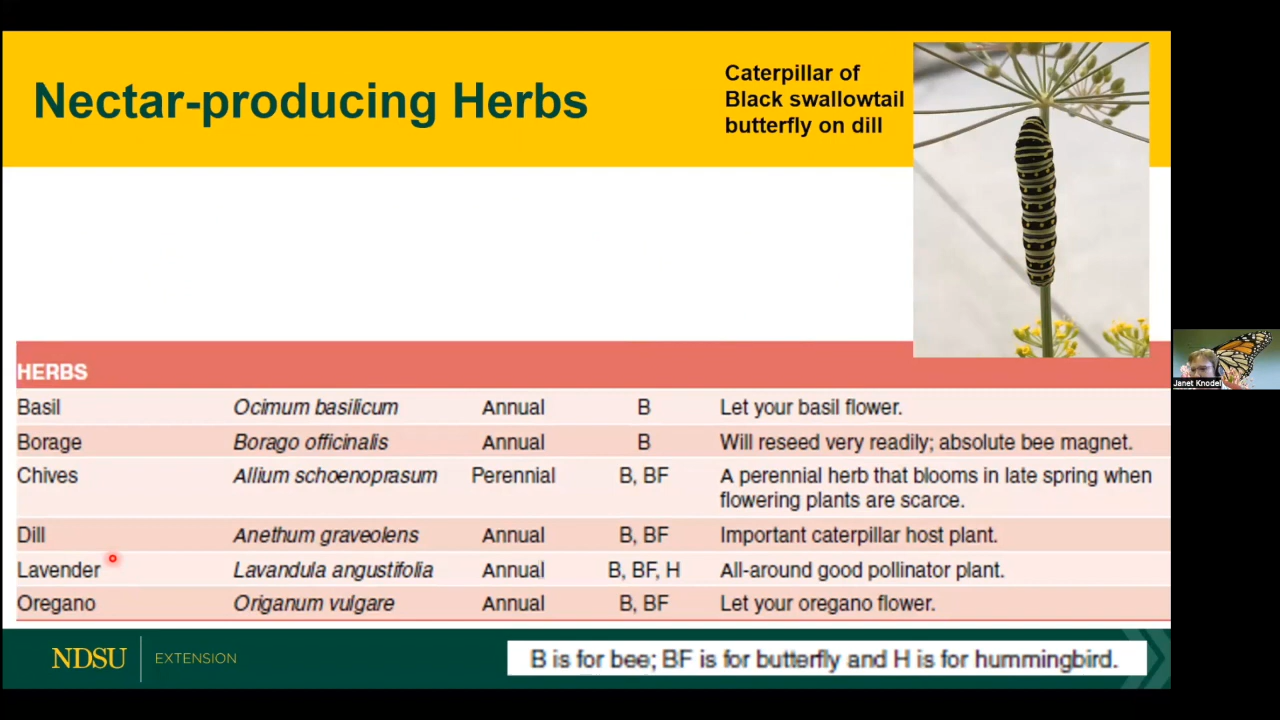 Nectar-producing Herbs
Caterpillar of
Black swallowtail
butterfly on dill
HERBS
Basil Ocimum basilicum Annual B Let your basil flower.
Borage Borago officinalis Annual B Will reseed very readily; absolute bee magnet.
Chives Allium schoenoprasum Perennial B, BF A perennial herb that blooms in late spring when
flowering plants are scarce.
Dill Anethum graveolens Annual B, BF Important caterpillar host plant.
Lavender Lavandula angustifolia Annual B, BF, H All-around good pollinator plant.
Oregano Origanum vulgare Annual B, BF Let your oregano flower.
NDSU EXTENSION
B is for bee; BF is for butterfly and H is for hummingbird.
Janet Knodel